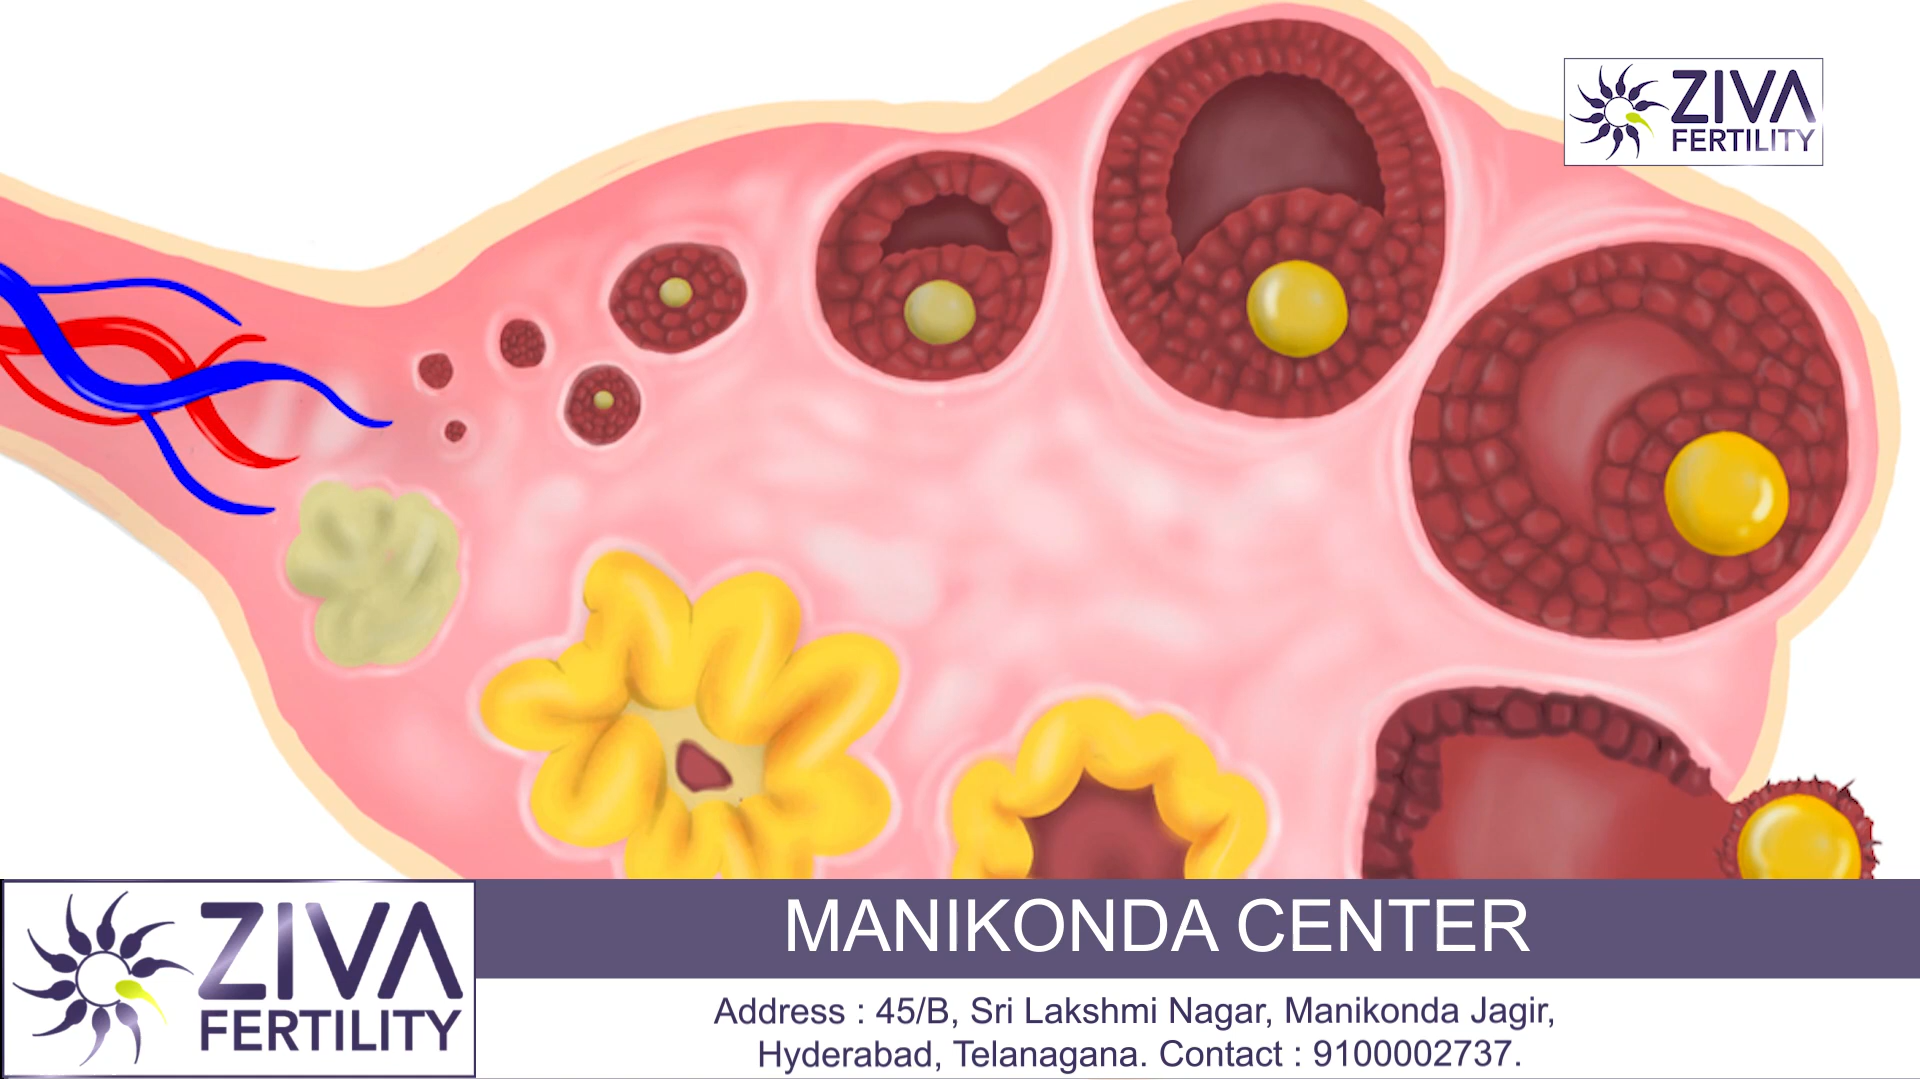 ZIVA
FERTILITY
ZIVA
FERTILITY
MANIKONDA CENTER
Address : 45/B, Sri Lakshmi Nagar, Manikonda Jagir,
Hyderabad, Telanagana. Contact : 9100002737.